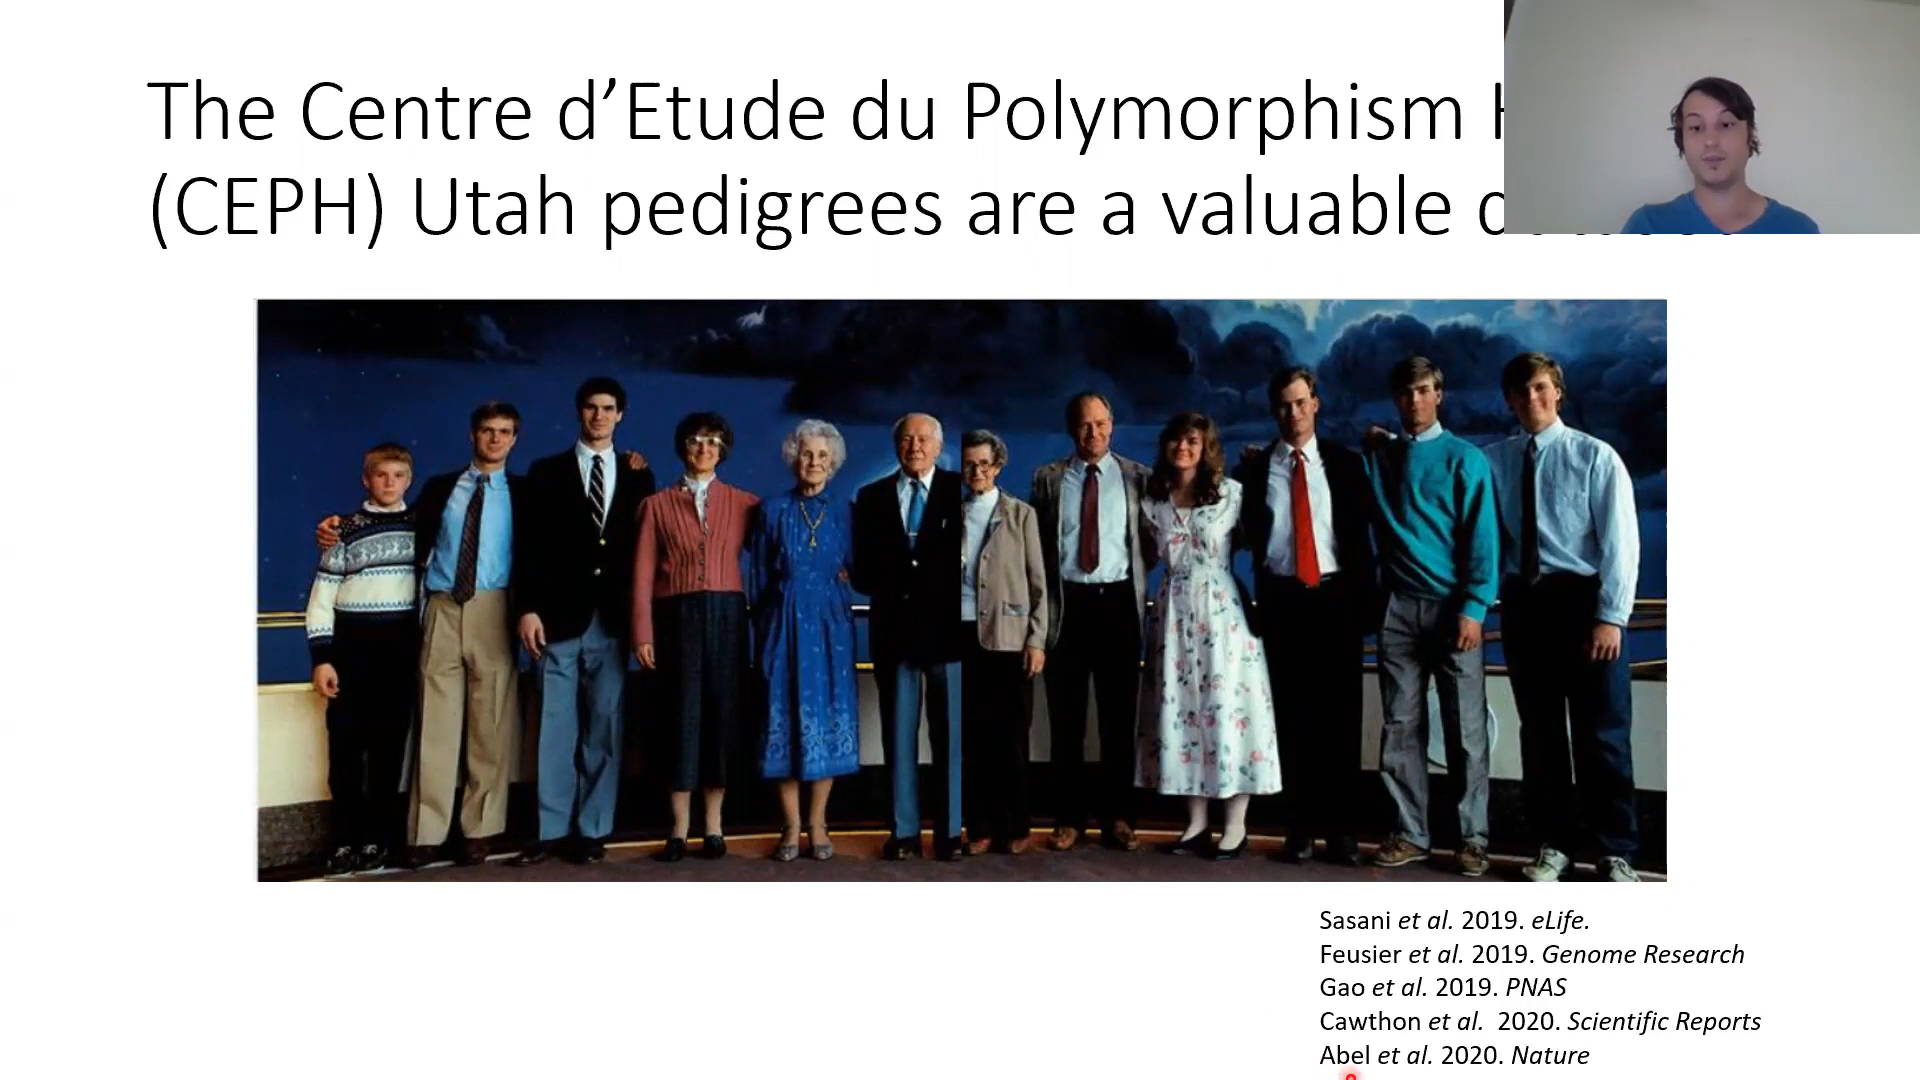 The Centre d’Etude du Polymorphism
(CEPH) Utah pedigrees are a valuable
Sasani et al. 2019. eLife.
Feusier et al. 2019. Genome Research
Gao et al. 2019. PNAS
Cawthon et al. 2020. Scientific Reports
Abel et al. 2020. Nature